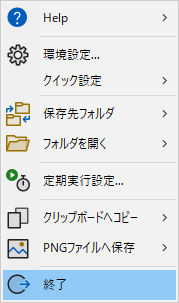 Help
環境設定...
クイック設定
保存先フォルダ
フォルダを開く
定期実行設定...
クリップボードへコピー
PNGファイルへ保存
終了